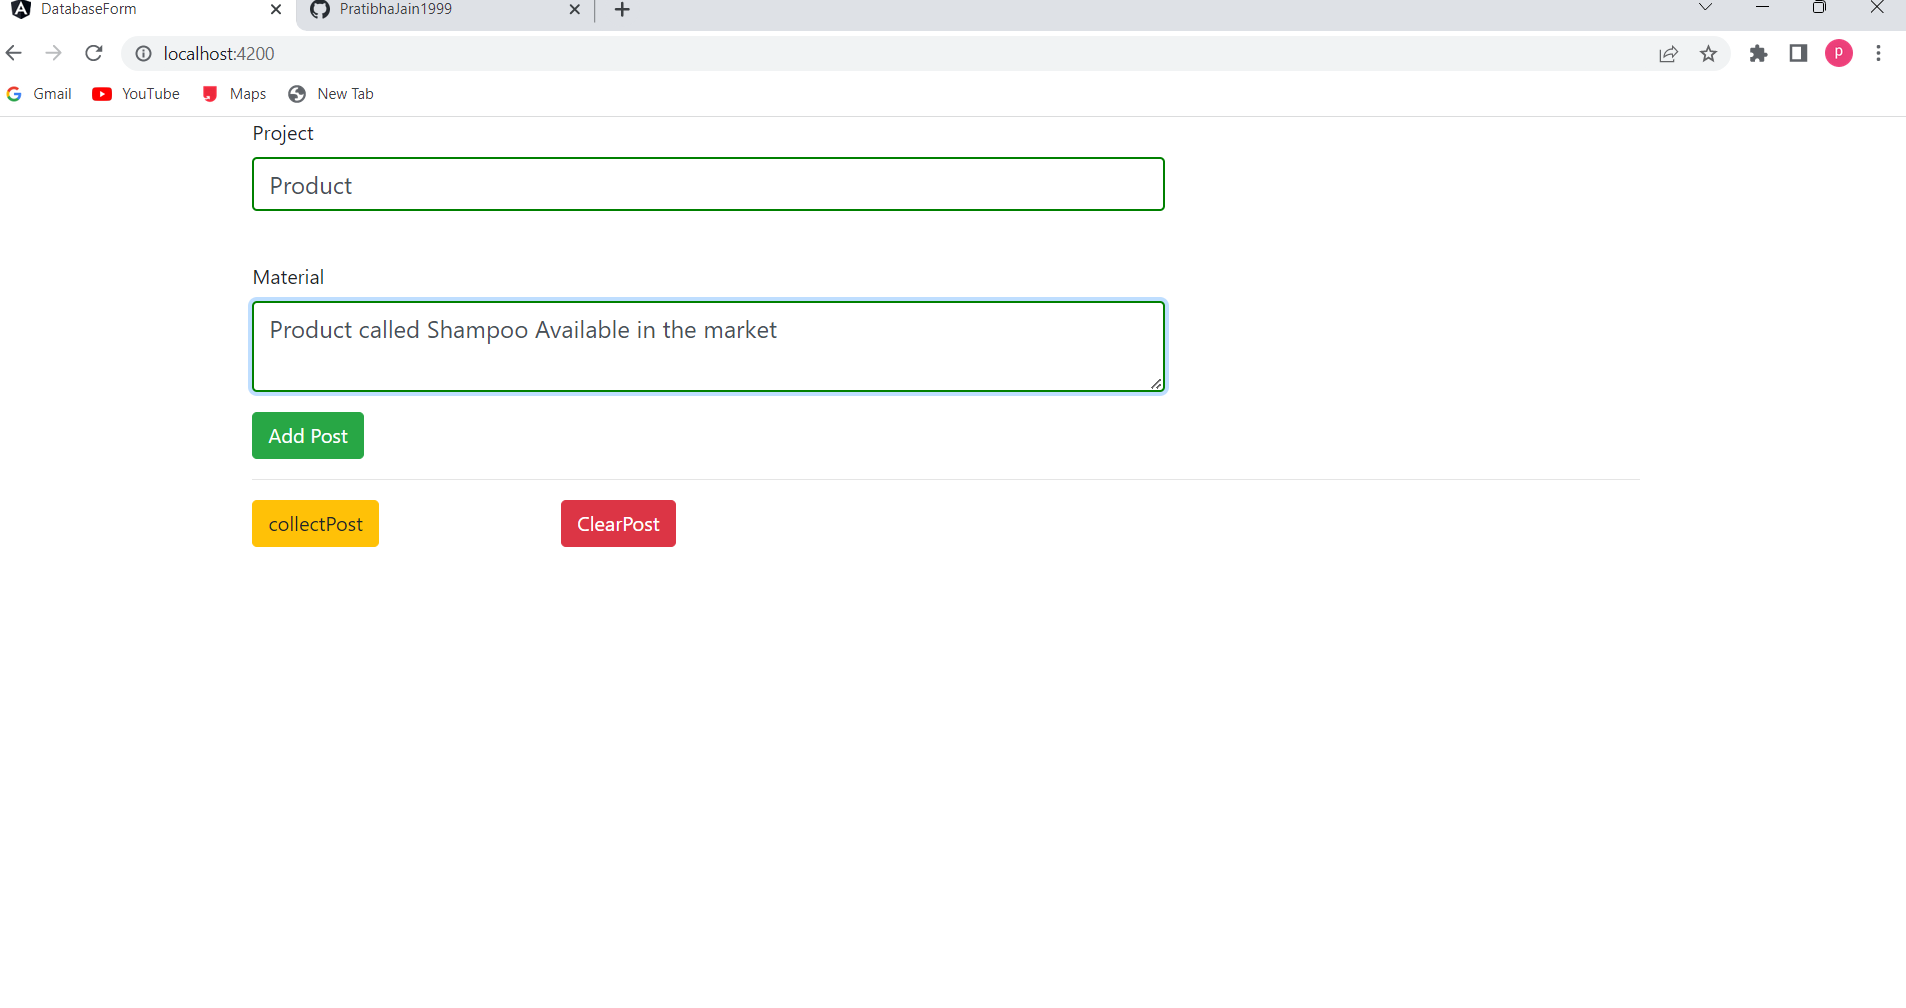 DatabaseForm PratibhaJain1999
localhost:4200 P
Gmail YouTube Maps New Tab
Project
Product
Material
Product called Shampoo Available in the market
Add Post
collectPost ClearPost